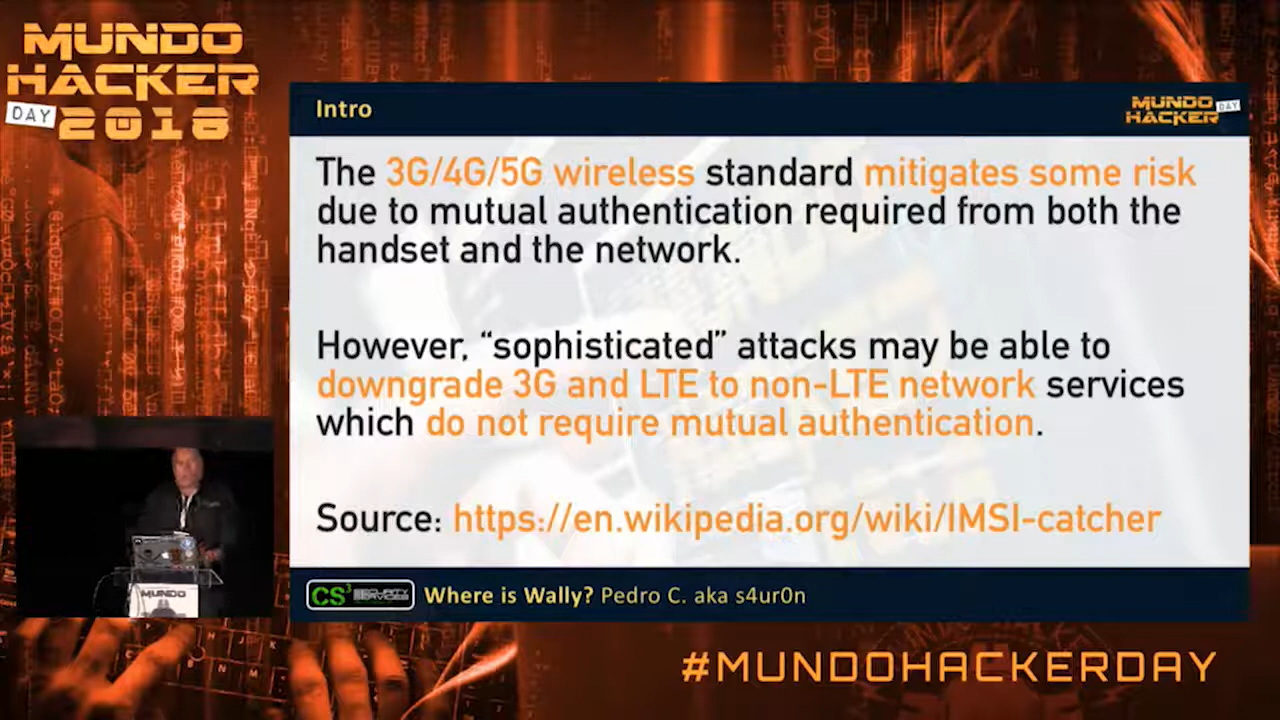 MUNDO
HACKER
DAY 2018
Intro
MUNDO DAY
HACKER
The 3G/4G/5G wireless standard mitigates some risk
due to mutual authentication required from both the
handset and the network.
However, “sophisticated” attacks may be able to
downgrade 3G and LTE to non-LTE network services
which do not require mutual authentication.
Source: https://en.wikipedia.org/wiki/IMSI-catcher
CS3 SECURITY SERVICES
Where is Wally? Pedro C. aka s4ur0n
MUNDO
#MUNDOHACKERDAY